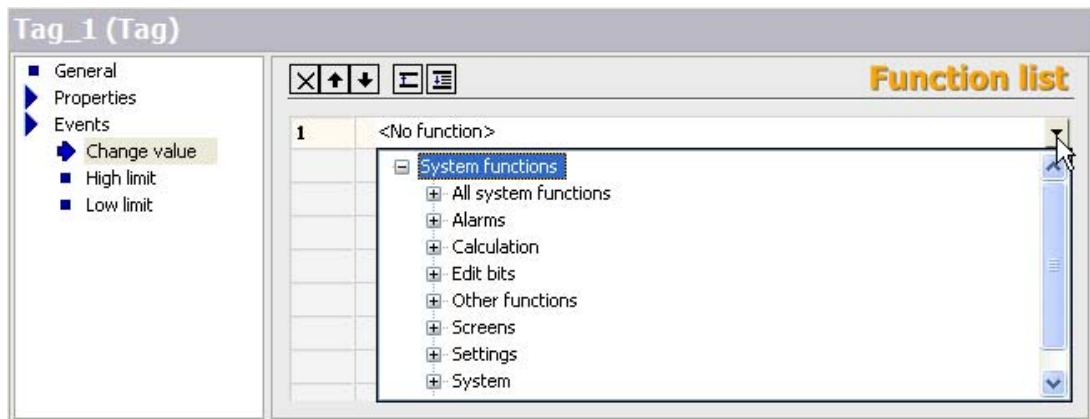 Tag_1 (Tag)
General
Properties
Events
Change value
High limit
Low limit
Function list
1 <No function>
System functions
All system functions
Alarms
Calculation
Edit bits
Other functions
Screens
Settings
System